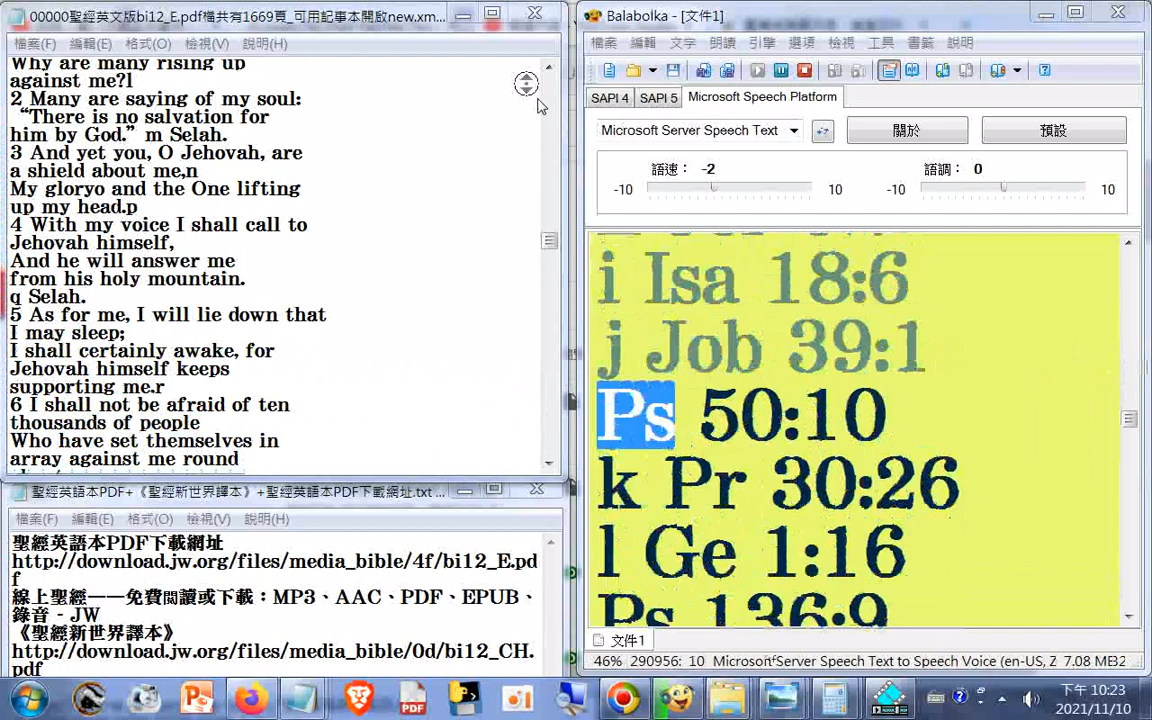 00000聖經英文版bi12_E.pdf檔共有1669頁_可用記事本開啟new.xm...
檔案(F) 編輯(E) 格式(O) 檢視(V) 說明(H)
Why are many rising up
against me?l
2 Many are saying of my soul:
“There is no salvation for
him by God.” m Selah.
3 And yet you, O Jehovah, are
a shield about me,n
My gloryo and the One lifting
up my head.p
4 With my voice I shall call to
Jehovah himself,
And he will answer me
from his holy mountain.
q Selah.
5 As for me, I will lie down that
I may sleep;
I shall certainly awake, for
Jehovah himself keeps
supporting me.r
6 I shall not be afraid of ten
thousands of people
Who have set themselves in
array against me round
聖經英語本PDF+《聖經新世界譯本》+聖經英語本PDF下載網址.txt ...
檔案(F) 編輯(E) 格式(O) 檢視(V) 說明(H)
聖經英語本PDF下載網址
http://download.jw.org/files/media_bible/4f/bi12_E.pd
f
線上聖經——免費閱讀或下載：MP3、AAC、PDF、EPUB、
錄音 - JW
《聖經新世界譯本》
http://download.jw.org/files/media_bible/0d/bi12_CH.
pdf
Balabolka - [文件1]
檔案 編輯 文字 朗讀 引擎 選項 檢視 工具 書籤 說明
SAPI 4 SAPI 5 Microsoft Speech Platform
Microsoft Server Speech Text 關於 預設
語速： -2 語調： 0
-10 10 -10 10
i Isa 18:6
j Job 39:1
Ps 50:10
k Pr 30:26
l Ge 1:16
Ps 136:9
文件1
46% 290956: 10 Microsoft Server Speech Text to Speech Voice (en-US, Z 7.08 MB
下午 10:23
2021/11/10